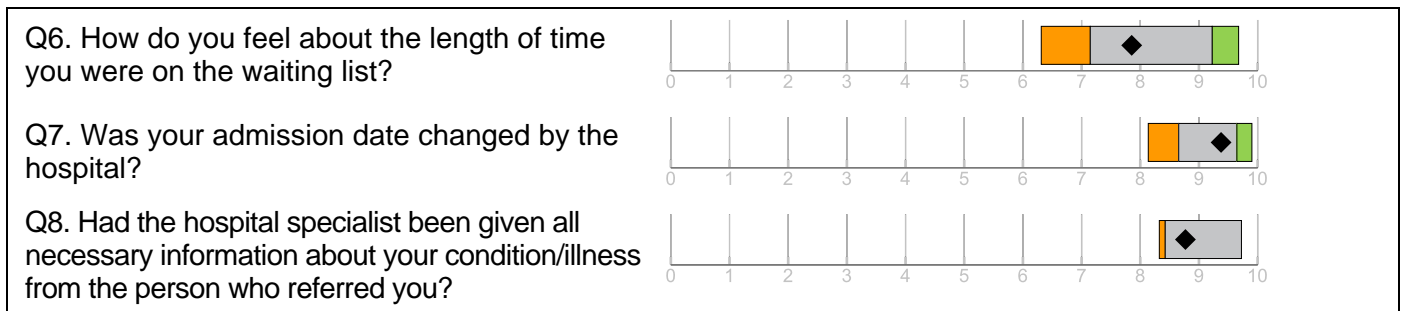 Q6. How do you feel about the length of time
you were on the waiting list?
0 1 2 3 4 5 6 7 8 9 10
Q7. Was your admission date changed by the
hospital?
0 1 2 3 4 5 6 7 8 9 10
Q8. Had the hospital specialist been given all
necessary information about your condition/illness
from the person who referred you?
0 1 2 3 4 5 6 7 8 9 10